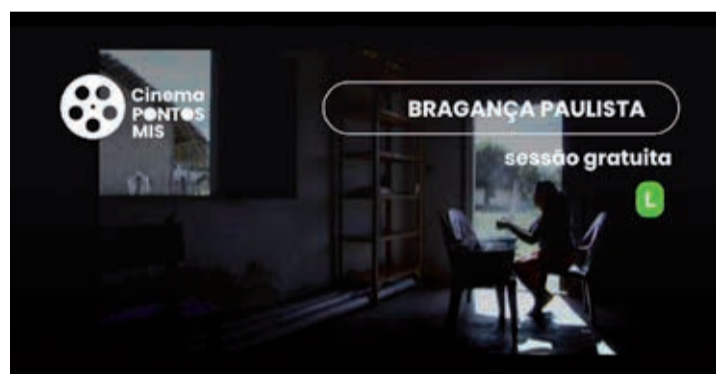 Cinema
PONTOS
MIS
BRAGANÇA PAULISTA
sessão gratuita
L